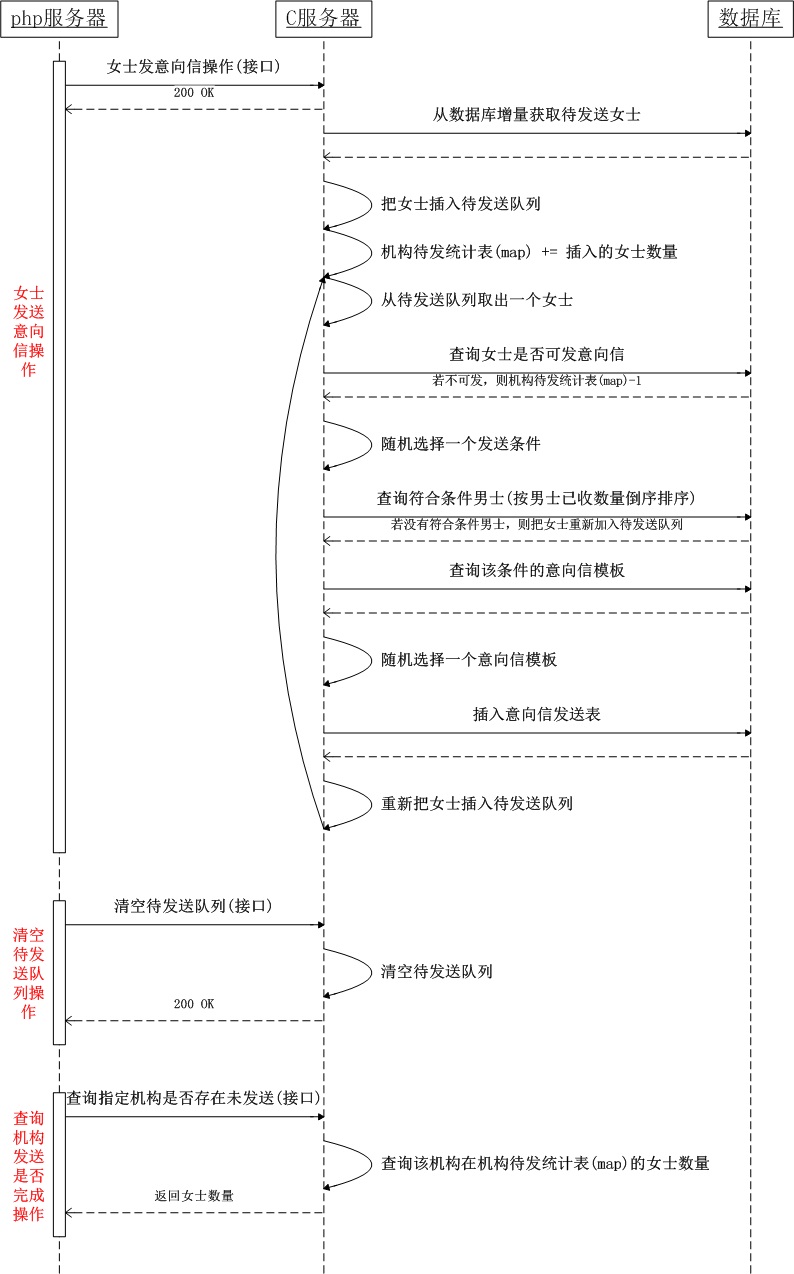 php服务器
C服务器
数据库
女士发意向信操作(接口)
200 OK
从数据库增量获取待发送女士
把女士插入待发送队列
机构待发统计表(map) += 插入的女士数量
从待发送队列取出一个女士
女士
发送
意向
信操
作
查询女士是否可发意向信
若不可发，则机构待发统计表(map)-1
随机选择一个发送条件
查询符合条件男士(按男士已收数量倒序排序)
若没有符合条件男士，则把女士重新加入待发送队列
查询该条件的意向信模板
随机选择一个意向信模板
插入意向信发送表
重新把女士插入待发送队列
清空待发送队列(接口)
清空
待发
送队
列操
作
清空待发送队列
200 OK
查询指定机构是否存在未发送(接口)
查询
机构
发送
是否
完成
操作
查询该机构在机构待发统计表(map)的女士数量
返回女士数量